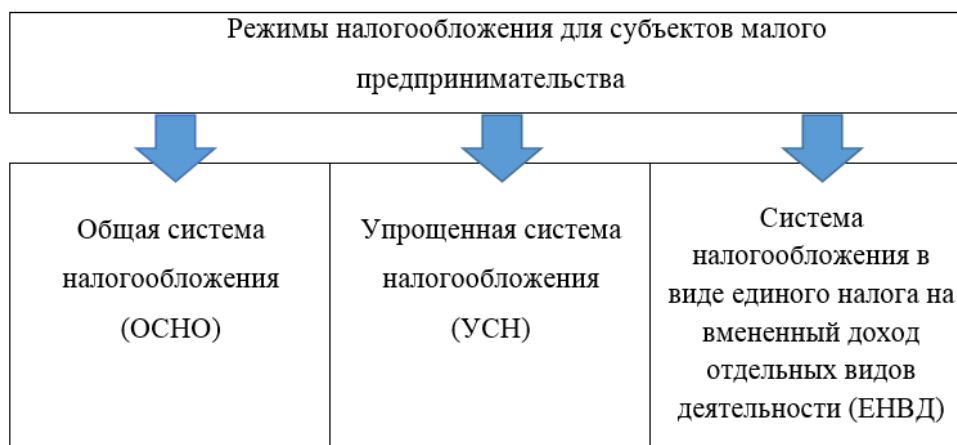 Режимы налогообложения для субъектов малого
предпринимательства
Общая система
налогообложения
(ОСНО)
Упрощенная система
налогообложения
(УСН)
Система
налогообложения в
виде единого налога на
вмененный доход
отдельных видов
деятельности (ЕНВД)